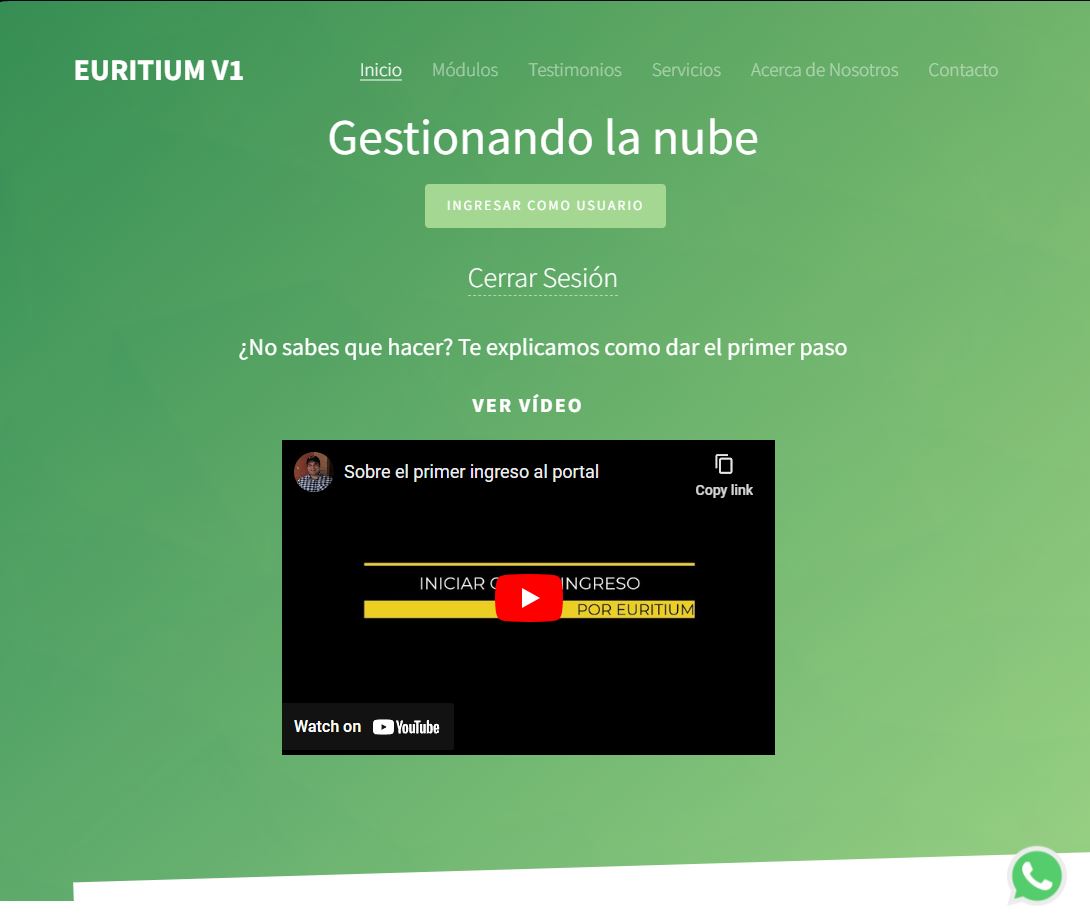 EURITIUM V1
Inicio Módulos Testimonios Servicios Acerca de Nosotros Contacto
Gestionando la nube
INGRESAR COMO USUARIO
Cerrar Sesión
¿No sabes que hacer? Te explicamos como dar el primer paso
VER VÍDEO
Sobre el primer ingreso al portal
Copy link
INICIAR INGRESO
POR EURITIUM
Watch on YouTube